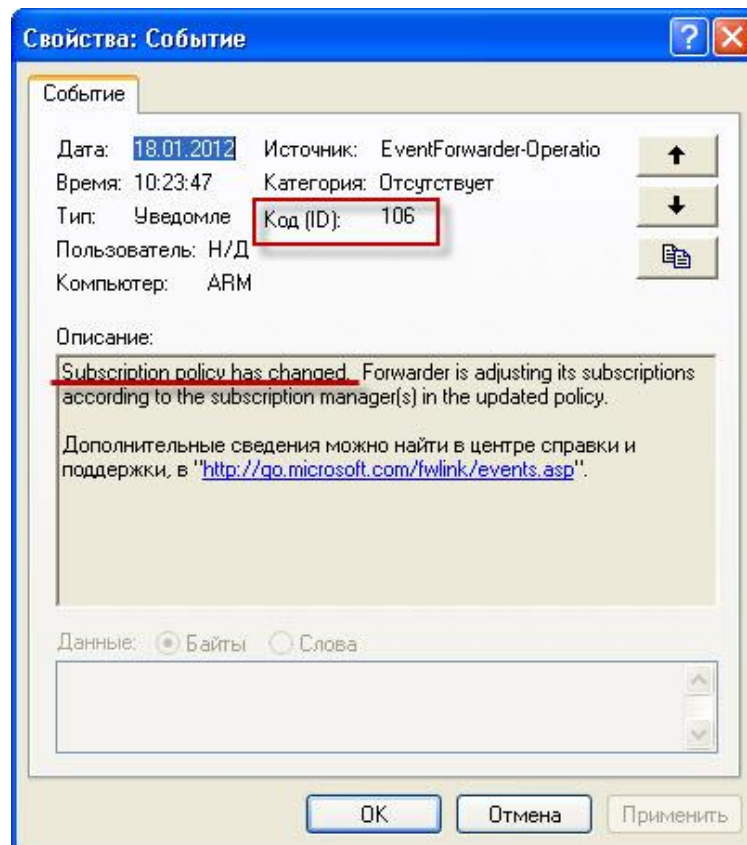 Свойства: Событие
Событие
Дата: 18.01.2012 Источник: EventForwarder-Operatio
Время: 10:23:47 Категория: Отсутствует
Тип: Уведомле Код (ID): 106
Пользователь: Н/Д
Компьютер: ARM
Описание:
Subscription policy has changed. Forwarder is adjusting its subscriptions
according to the subscription manager(s) in the updated policy.
Дополнительные сведения можно найти в центре справки и
поддержки, в "http://go.microsoft.com/fwlink/events.asp".
Данные: Байты Слова
OK Отмена Применить